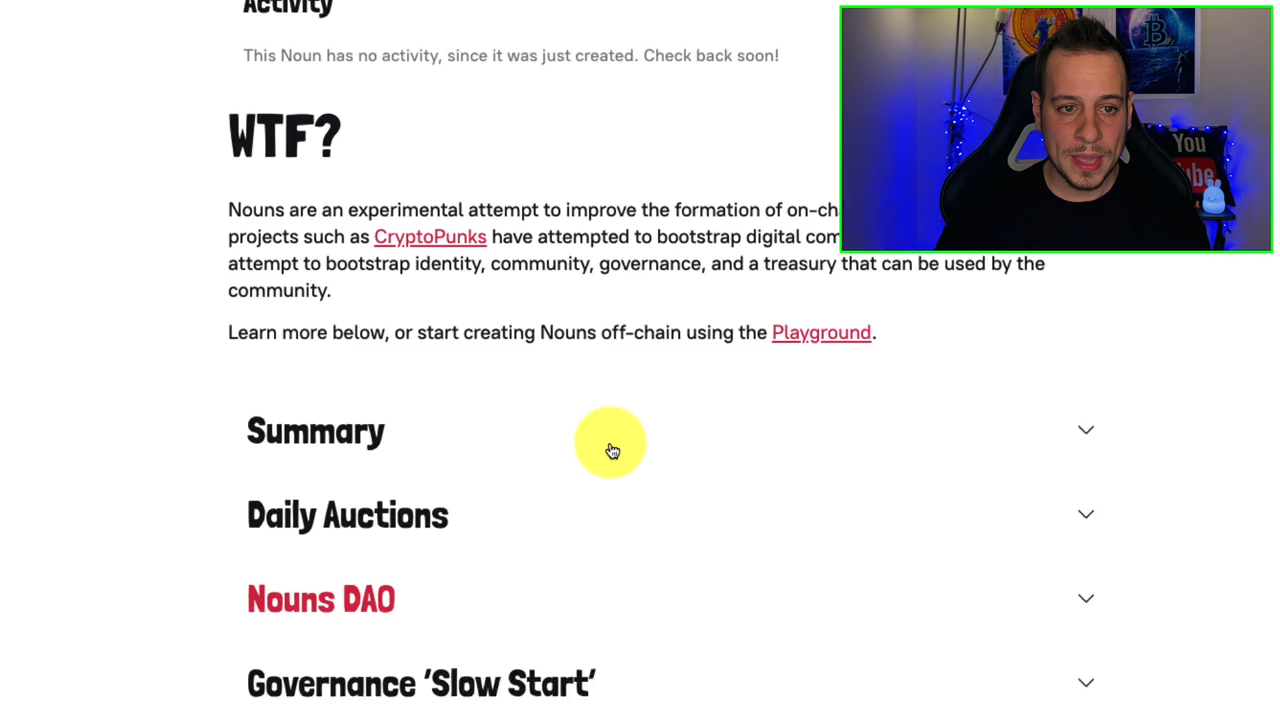 Activity
This Noun has no activity, since it was just created. Check back soon!
WTF?
Nouns are an experimental attempt to improve the formation of on-cha
projects such as CryptoPunks have attempted to bootstrap digital com
attempt to bootstrap identity, community, governance, and a treasury that can be used by the
community.
Learn more below, or start creating Nouns off-chain using the Playground.
Summary
Daily Auctions
Nouns DAO
Governance ‘Slow Start’
You
Tube